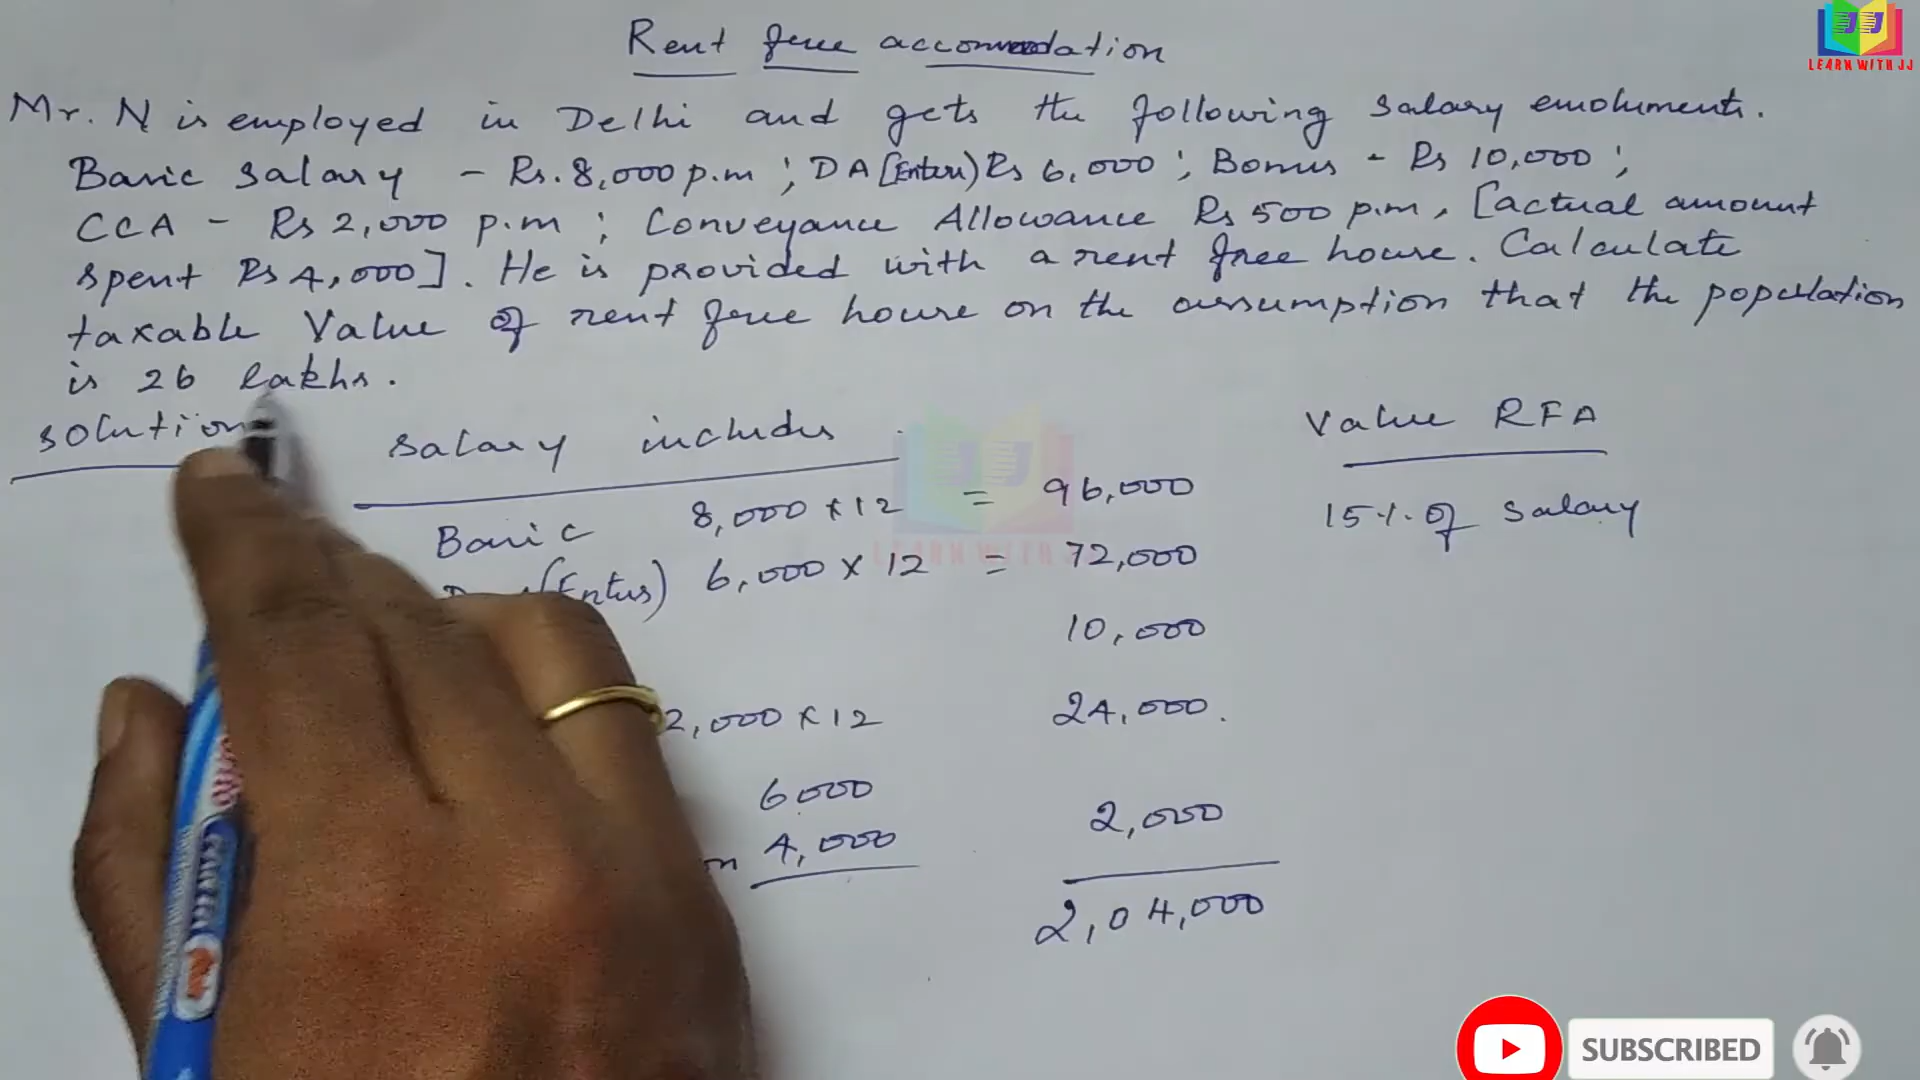 Rent free accommodation
LEARN WITH JJ
Mr. N is employed in Delhi and gets the following salary emoluments.
Basic salary - Rs. 8,000 p.m ; DA [Enters) Rs 6,000 ; Bonus - Rs 10,000 ;
CCA - Rs 2,000 p.m ; Conveyance Allowance Rs 500 p.m, [actual amount
spent Rs 4,000]. He is provided with a rent free house. Calculate
taxable Value of rent free house on the assumption that the population
is 26 lakhs.
solution
Salary includes
Value RFA
Basic 8,000 x 12 = 96,000
15% of salary
(Enters) 6,000 x 12 = 72,000
10,000
2,000 x 12 24,000.
6000
4,000 2,000
2,04,000
LEARN WITH JJ
SUBSCRIBED